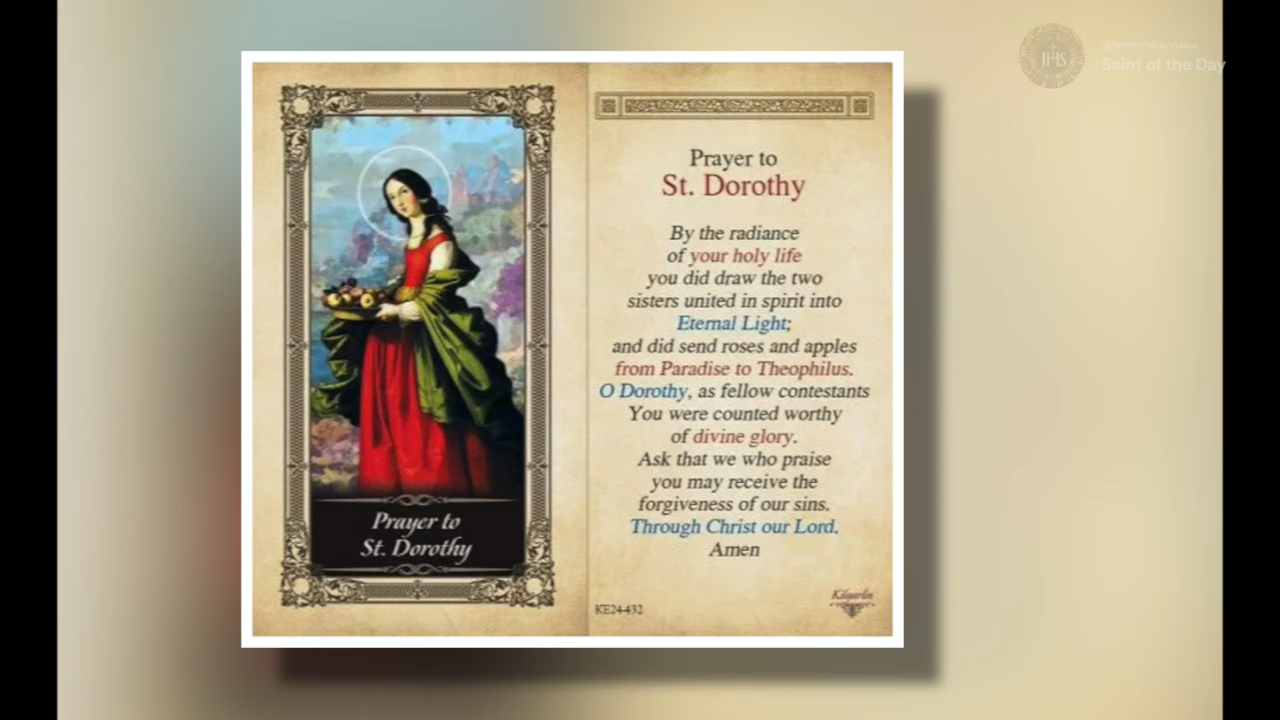 Saint of the Day
IHS
Prayer to
St. Dorothy
Prayer to
St. Dorothy
By the radiance
of your holy life
you did draw the two
sisters united in spirit into
Eternal Light;
and did send roses and apples
from Paradise to Theophilus.
O Dorothy, as fellow contestants
You were counted worthy
of divine glory.
Ask that we who praise
you may receive the
forgiveness of our sins.
Through Christ our Lord.
Amen
KE24-432
Kilgarlin